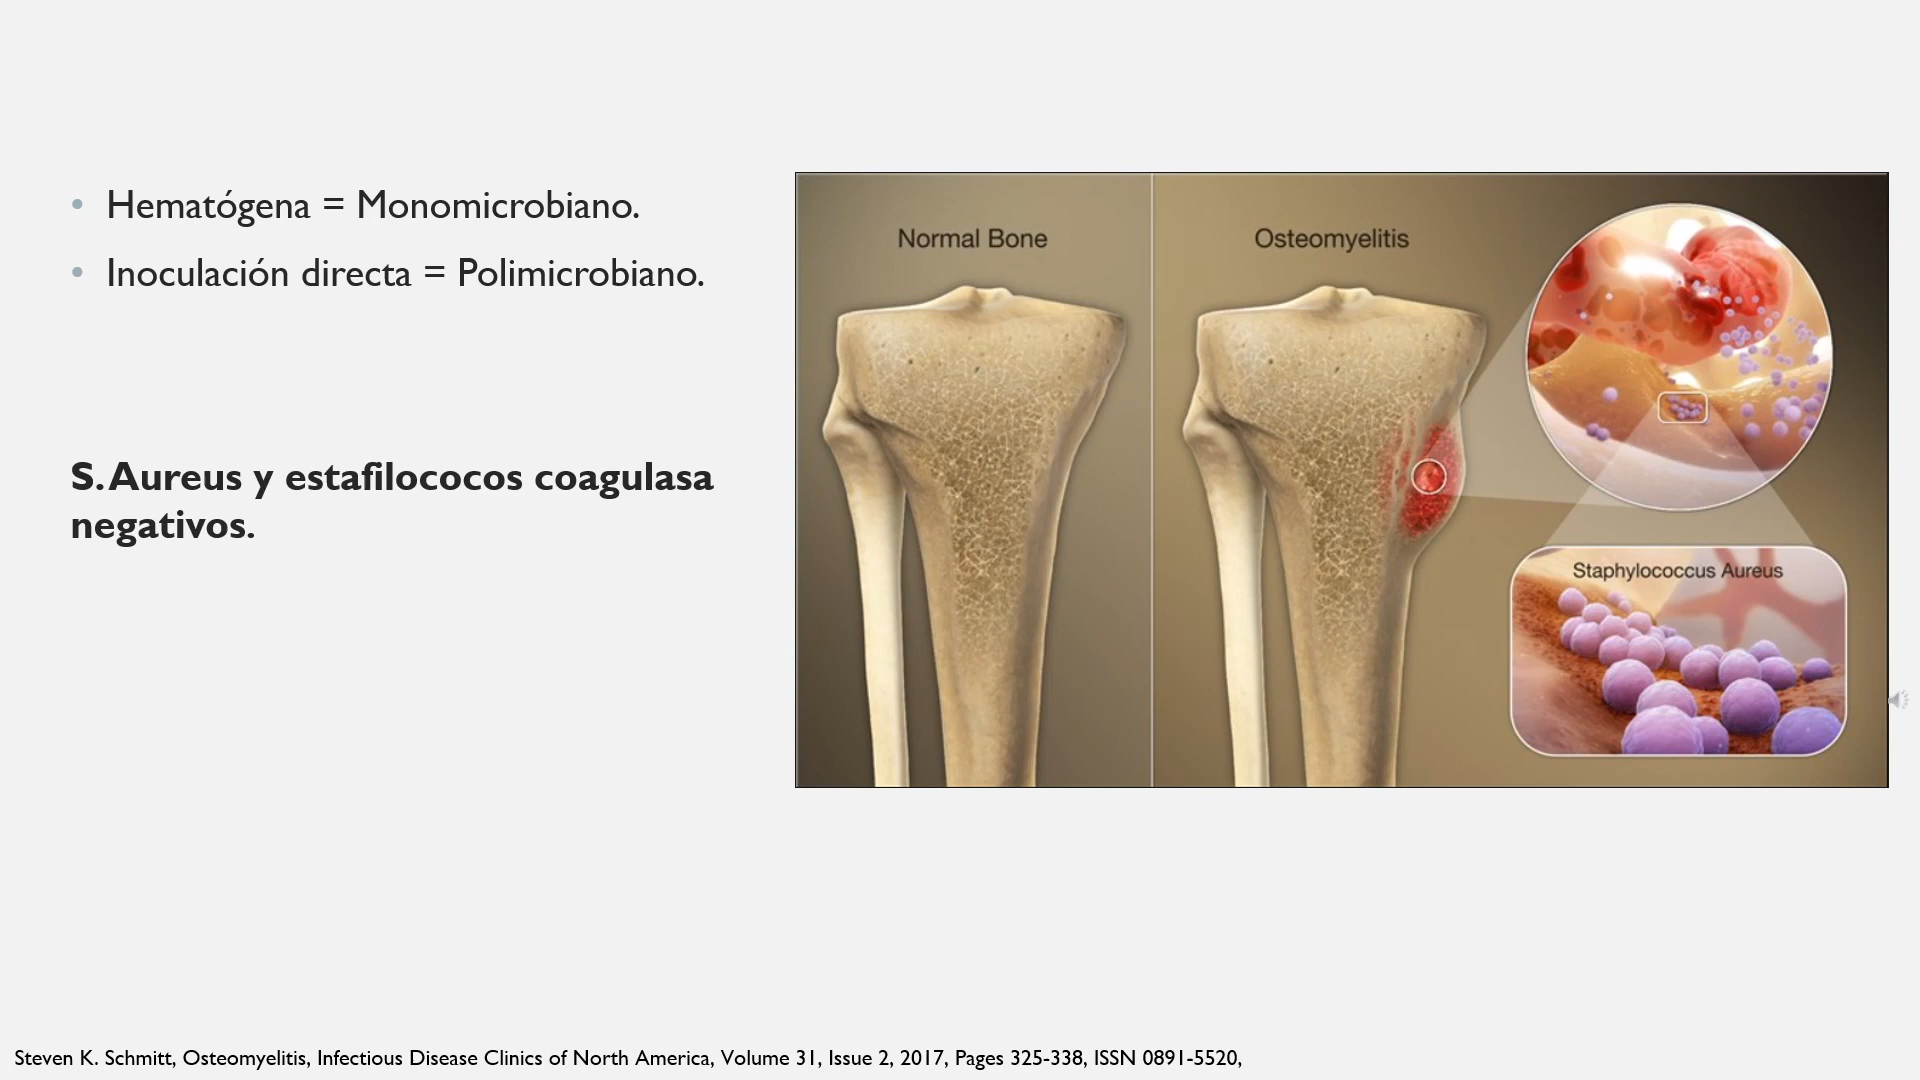 • Hematógena = Monomicrobiano.
• Inoculación directa = Polimicrobiano.
S. Aureus y estafilococos coagulasa
negativos.
Normal Bone
Osteomyelitis
Staphylococcus Aureus
Steven K. Schmitt, Osteomyelitis, Infectious Disease Clinics of North America, Volume 31, Issue 2, 2017, Pages 325-338, ISSN 0891-5520,